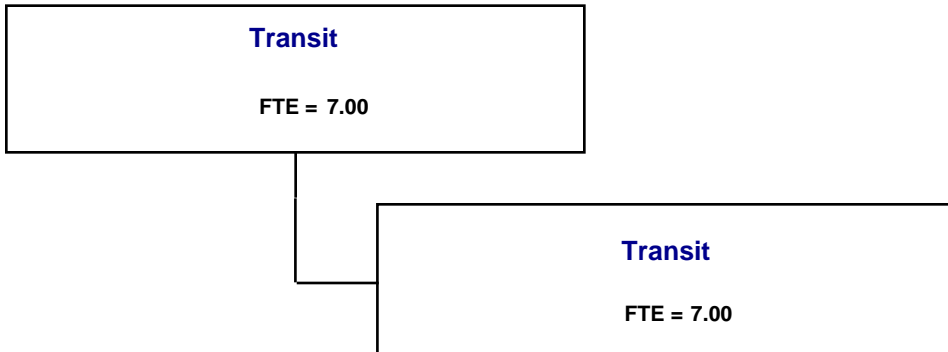 Transit
FTE = 7.00
Transit
FTE = 7.00